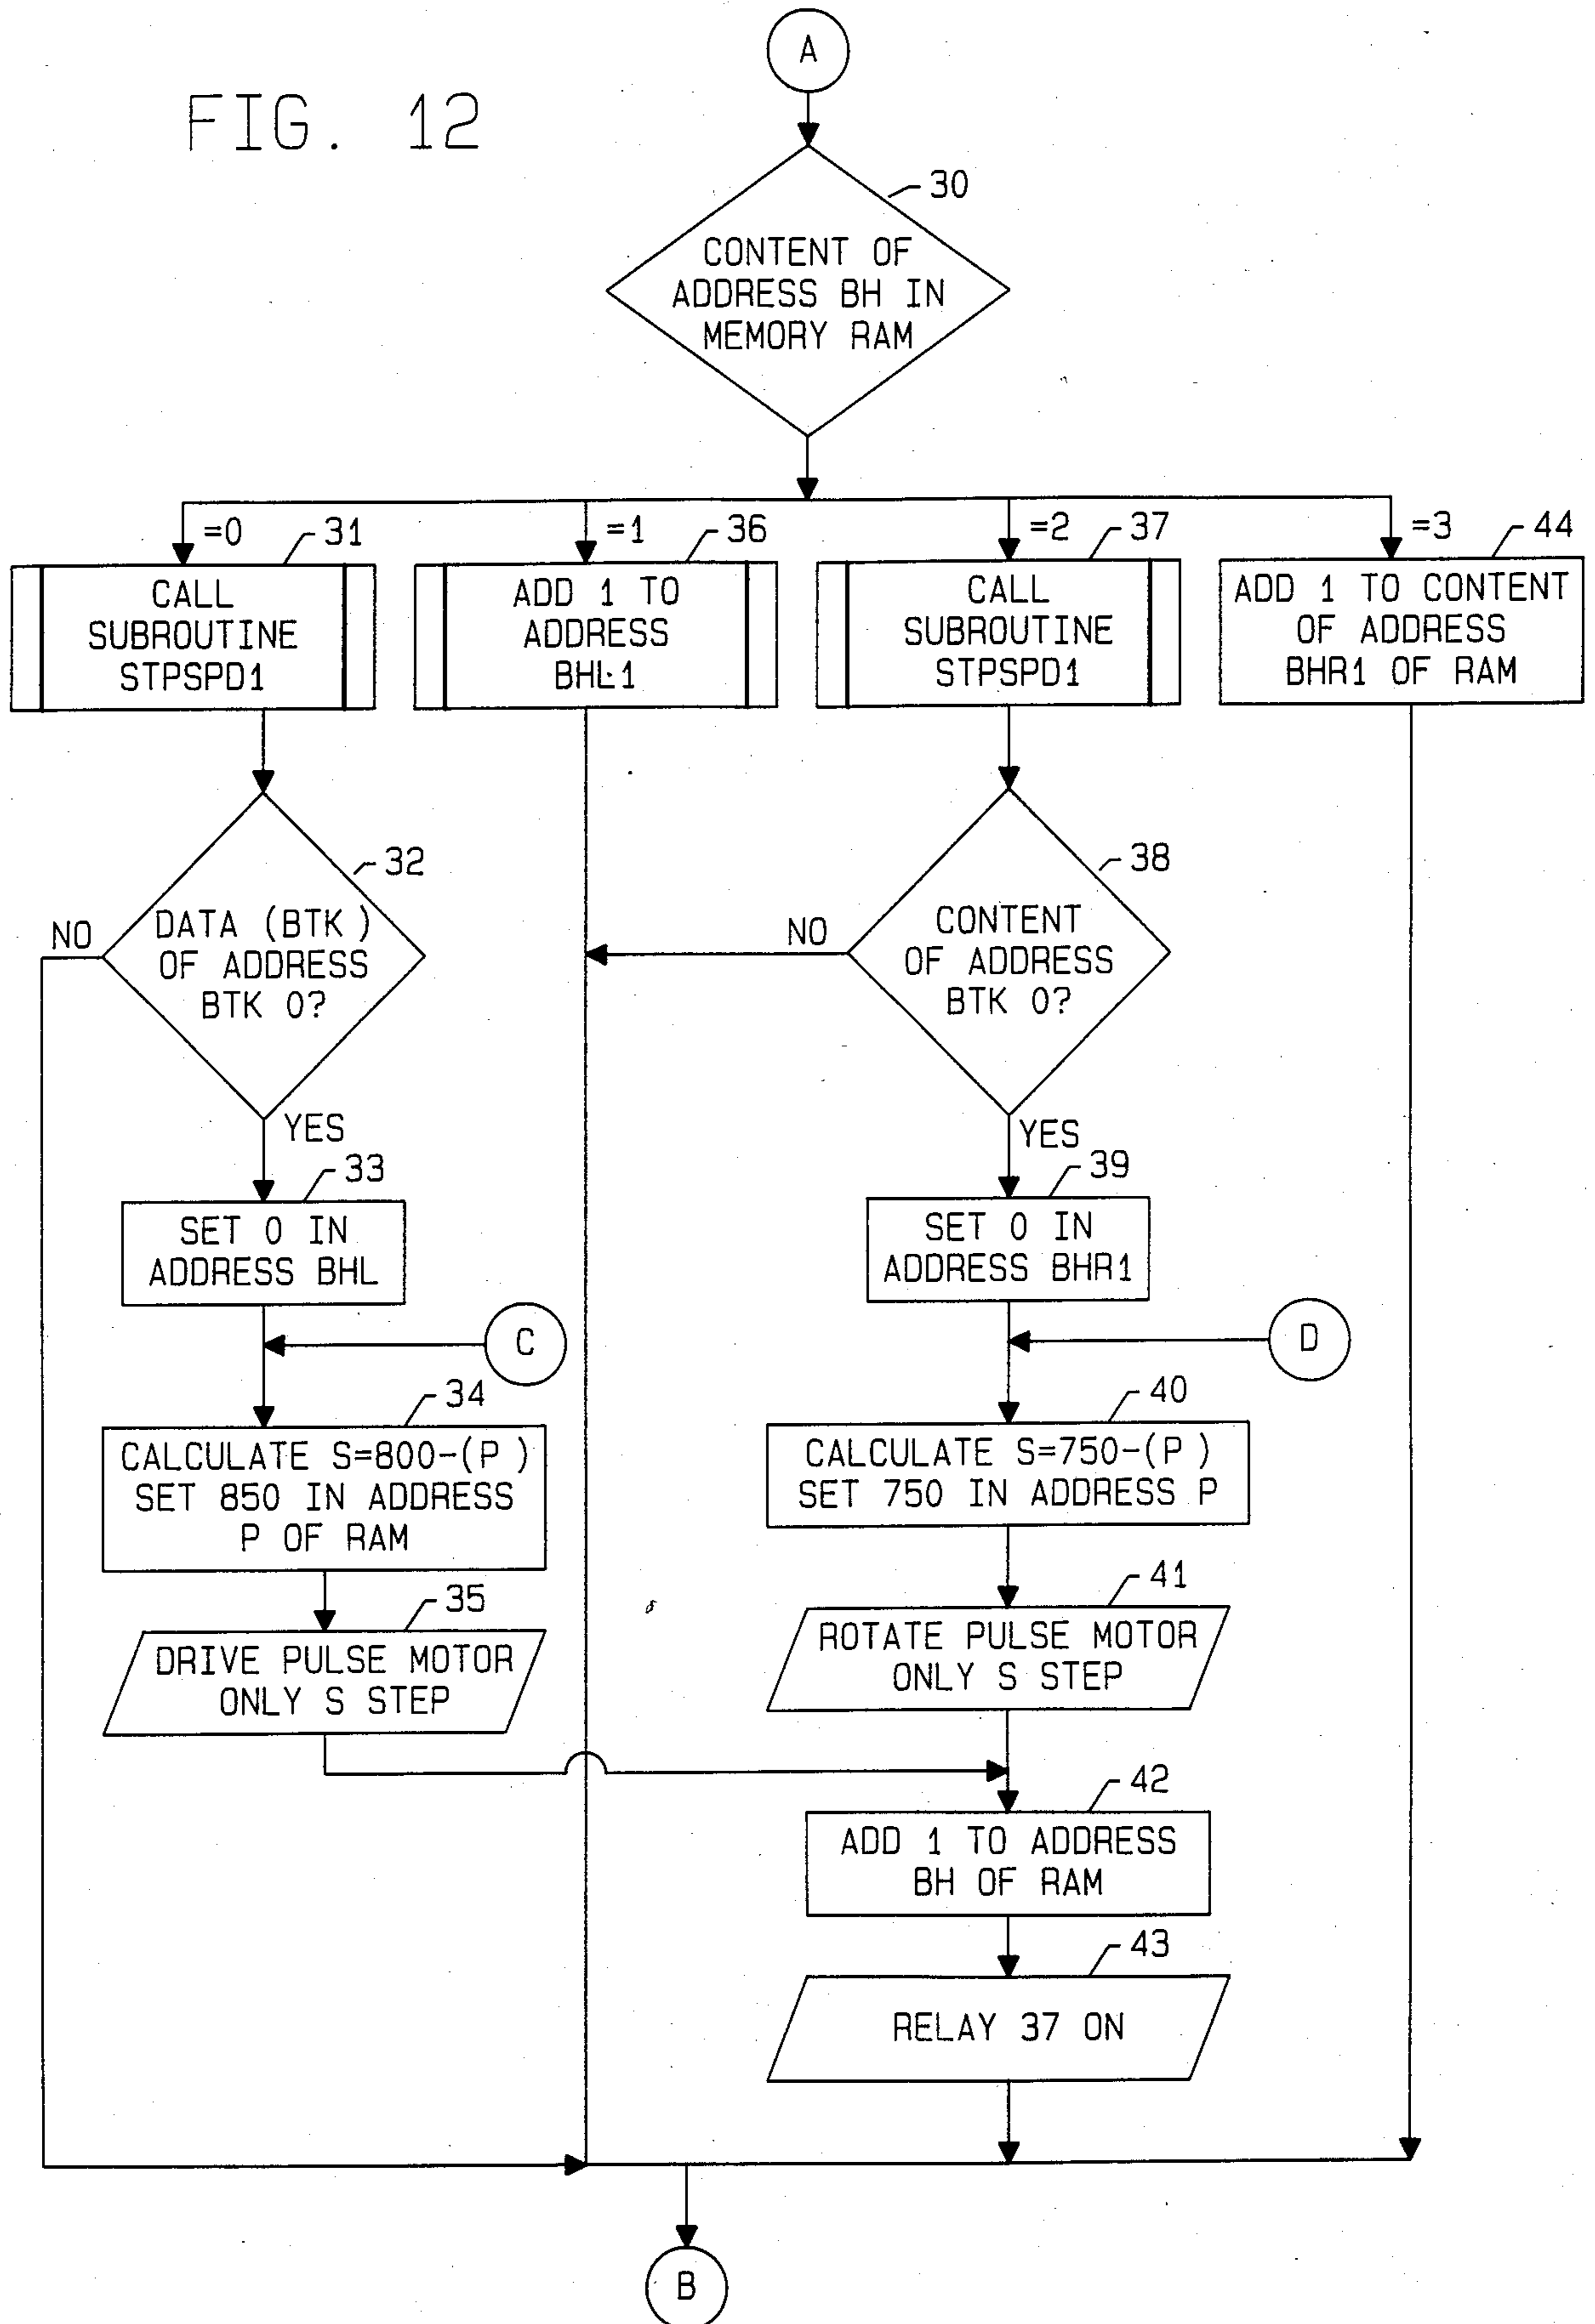 FIG. 12
A
30
CONTENT OF
ADDRESS BH IN
MEMORY RAM
=0
31
CALL
SUBROUTINE
STPSPD1
=1
36
ADD 1 TO
ADDRESS
BHL1
=2
37
CALL
SUBROUTINE
STPSPD1
=3
44
ADD 1 TO CONTENT
OF ADDRESS
BHR1 OF RAM
32
NO
DATA (BTK)
OF ADDRESS
BTK 0?
YES
38
NO
CONTENT
OF ADDRESS
BTK 0?
YES
33
SET 0 IN
ADDRESS BHL
39
SET 0 IN
ADDRESS BHR1
C
D
34
CALCULATE S=800-(P)
SET 850 IN ADDRESS
P OF RAM
40
CALCULATE S=750-(P)
SET 750 IN ADDRESS P
35
DRIVE PULSE MOTOR
ONLY S STEP
41
ROTATE PULSE MOTOR
ONLY S STEP
42
ADD 1 TO ADDRESS
BH OF RAM
43
RELAY 37 ON
B